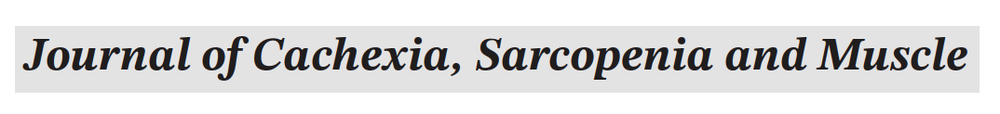 Journal of Cachexia, Sarcopenia and Muscle